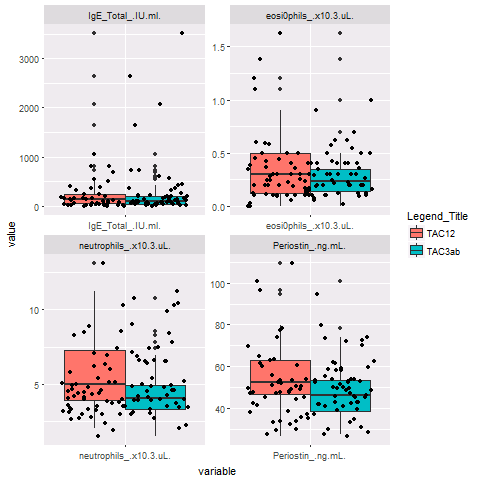 IgE_Total_.IU.ml.
eosi0phils_.x10.3.uL.
3000
2000
1000
0
1.5
1.0
0.5
0.0
IgE_Total_.IU.ml.
eosi0phils_.x10.3.uL.
value
neutrophils_.x10.3.uL.
Periostin_.ng.mL.
10
5
100
80
60
40
neutrophils_.x10.3.uL.
Periostin_.ng.mL.
variable
Legend_Title
TAC12
TAC3ab